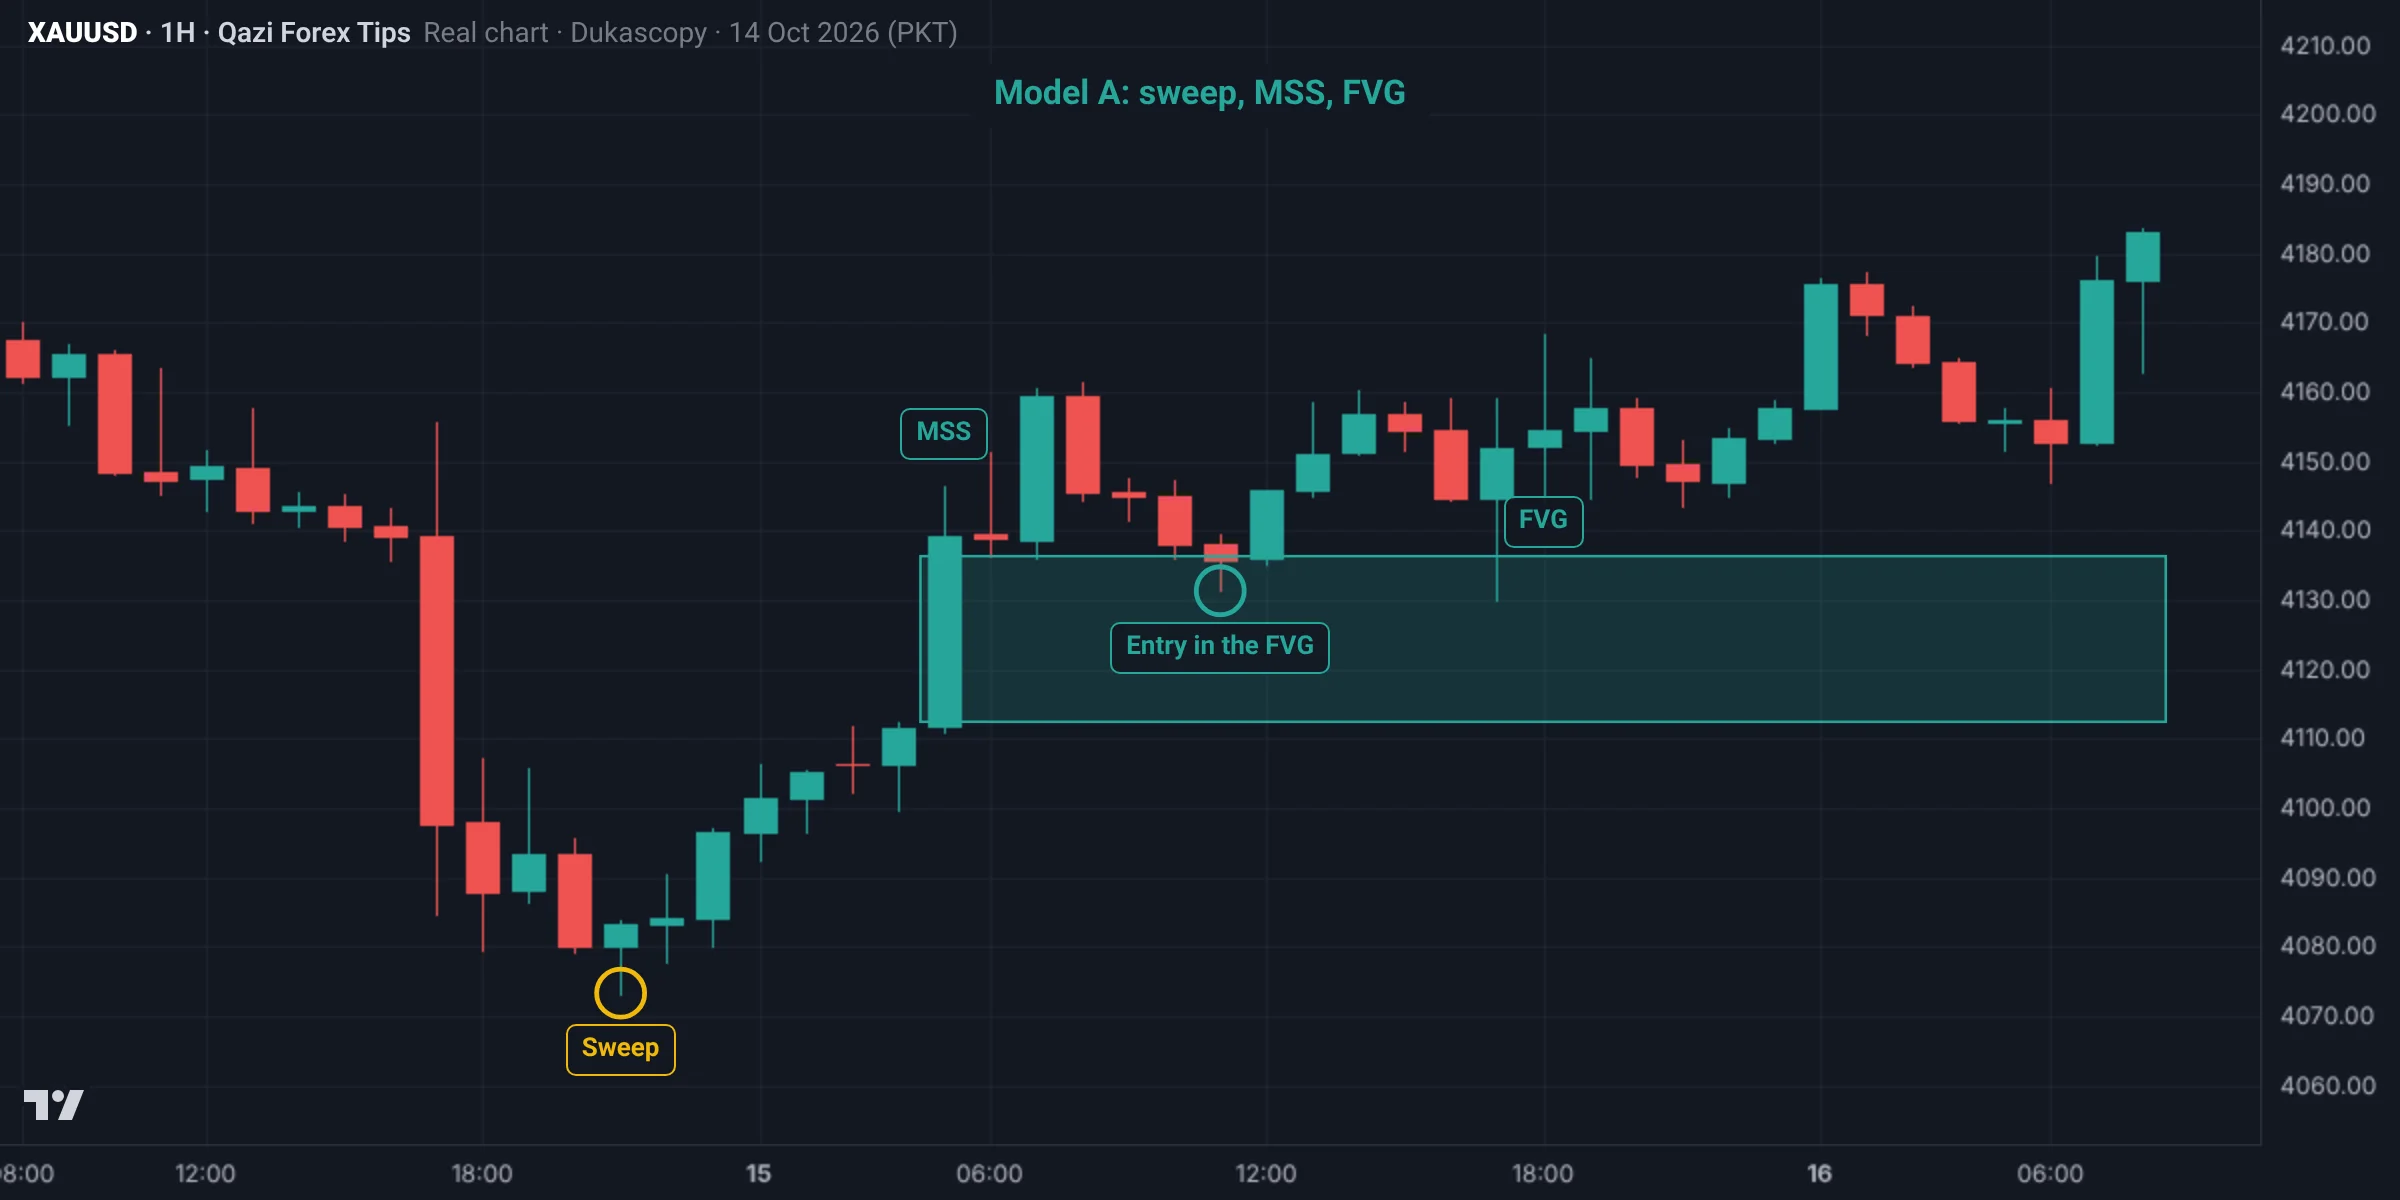 XAUUSD · 1H · Qazi Forex Tips Real chart · Dukascopy · 14 Oct 2026 (PKT)
Model A: sweep, MSS, FVG
4210.00
4200.00
4190.00
4180.00
4170.00
4160.00
MSS
4150.00
FVG
4140.00
4130.00
Entry in the FVG
4120.00
4110.00
4100.00
4090.00
4080.00
4070.00
Sweep
4060.00
8:00 12:00 18:00 15 06:00 12:00 18:00 16 06:00